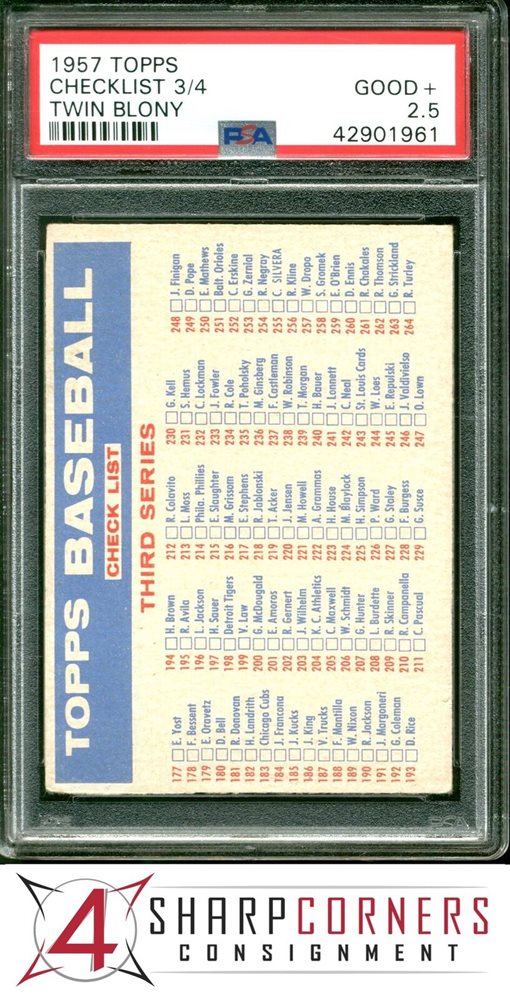 1957 TOPPS
CHECKLIST 3/4
TWIN BLONY
GOOD +
2.5
42901961
PSA
TOPPS BASEBALL
CHECK LIST
THIRD SERIES
177 E. Yost
178 F. Bessent
179 E. Oravetz
180 D. Bell
181 R. Donovan
182 H. Landrith
183 Chicago Cubs
184 J. Francona
185 J. Kucks
186 J. King
187 V. Trucks
188 F. Mantilla
189 W. Nixon
190 R. Jackson
191 J. Margoneri
192 G. Coleman
193 D. Rice
194 H. Brown
195 R. Avila
196 L. Jackson
197 H. Sauer
198 Detroit Tigers
199 V. Law
200 G. McDougald
201 E. Amoros
202 R. Gernert
203 J. Wilhelm
204 K. C. Athletics
205 C. Maxwell
206 W. Schmidt
207 G. Hunter
208 L. Burdette
209 R. Skinner
210 R. Campanella
211 C. Pascual
212 R. Colavito
213 L. Moss
214 Phila. Phillies
215 E. Slaughter
216 M. Grissom
217 E. Stephens
218 R. Jablonski
219 T. Acker
220 J. Jensen
221 M. Howell
222 A. Grammas
223 H. House
224 M. Blaylock
225 H. Simpson
226 P. Ward
227 G. Staley
228 F. Burgess
229 G. Susce
230 G. Kell
231 S. Hemus
232 C. Lockman
233 J. Fowler
234 R. Cole
235 T. Poholsky
236 M. Ginsberg
237 F. Castleman
238 W. Robinson
239 T. Morgan
240 H. Bauer
241 J. Lonnett
242 C. Neal
243 St. Louis Cards
244 W. Loes
245 E. Repulski
246 J. Valdivielso
247 O. Lown
248 J. Finigan
249 D. Pope
250 E. Mathews
251 Balt. Orioles
252 C. Erskine
253 G. Zernial
254 R. Negray
255 C. SILVERA
256 R. Kline
257 W. Dropo
258 S. Gromek
259 E. O'Brien
260 D. Ennis
261 R. Chakales
262 R. Thomson
263 G. Strickland
264 R. Turley
4
SHARPCORNERS
CONSIGNMENT